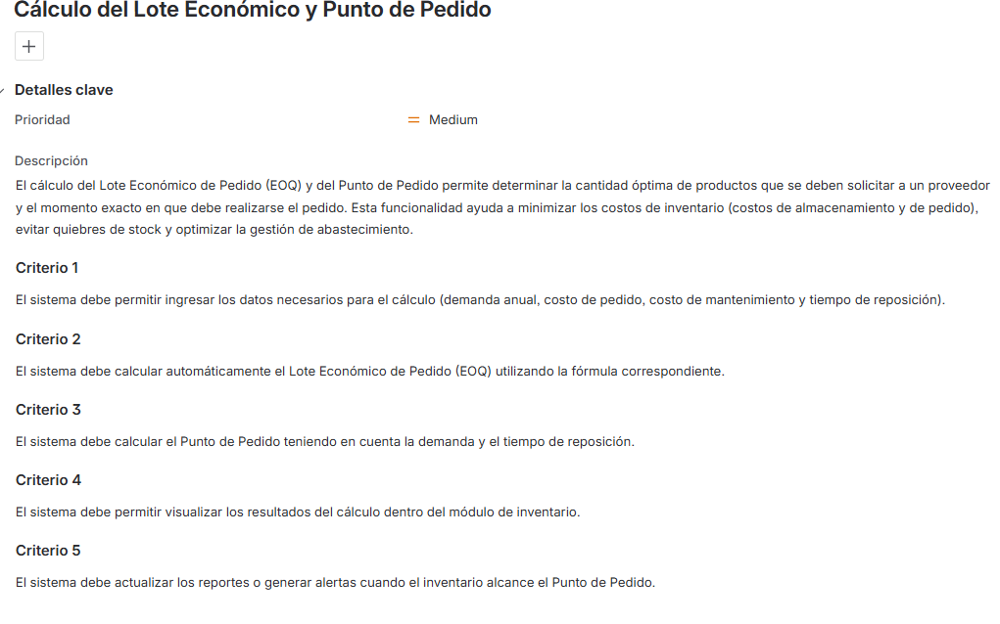 Cálculo del Lote Económico y Punto de Pedido
Detalles clave
Prioridad
Medium
Descripción
El cálculo del Lote Económico de Pedido (EOQ) y del Punto de Pedido permite determinar la cantidad óptima de productos que se deben solicitar a un proveedor
y el momento exacto en que debe realizarse el pedido. Esta funcionalidad ayuda a minimizar los costos de inventario (costos de almacenamiento y de pedido),
evitar quiebres de stock y optimizar la gestión de abastecimiento.
Criterio 1
El sistema debe permitir ingresar los datos necesarios para el cálculo (demanda anual, costo de pedido, costo de mantenimiento y tiempo de reposición).
Criterio 2
El sistema debe calcular automáticamente el Lote Económico de Pedido (EOQ) utilizando la fórmula correspondiente.
Criterio 3
El sistema debe calcular el Punto de Pedido teniendo en cuenta la demanda y el tiempo de reposición.
Criterio 4
El sistema debe permitir visualizar los resultados del cálculo dentro del módulo de inventario.
Criterio 5
El sistema debe actualizar los reportes o generar alertas cuando el inventario alcance el Punto de Pedido.